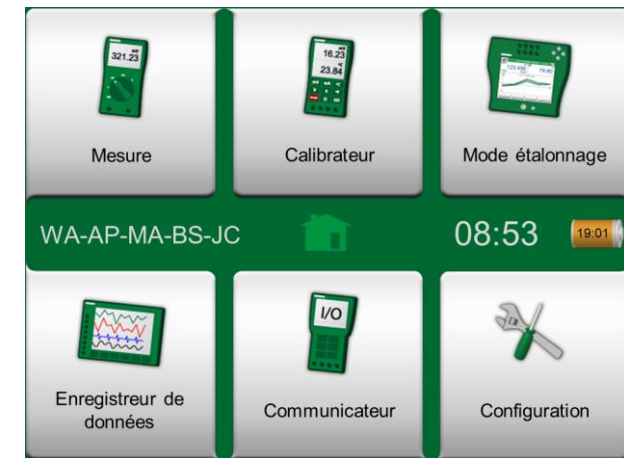 321.23
16.23
23.84
Mesure
Calibrateur
Mode étalonnage
WA-AP-MA-BS-JC
08:53
19:01
I/O
Enregistreur de
données
Communicateur
Configuration